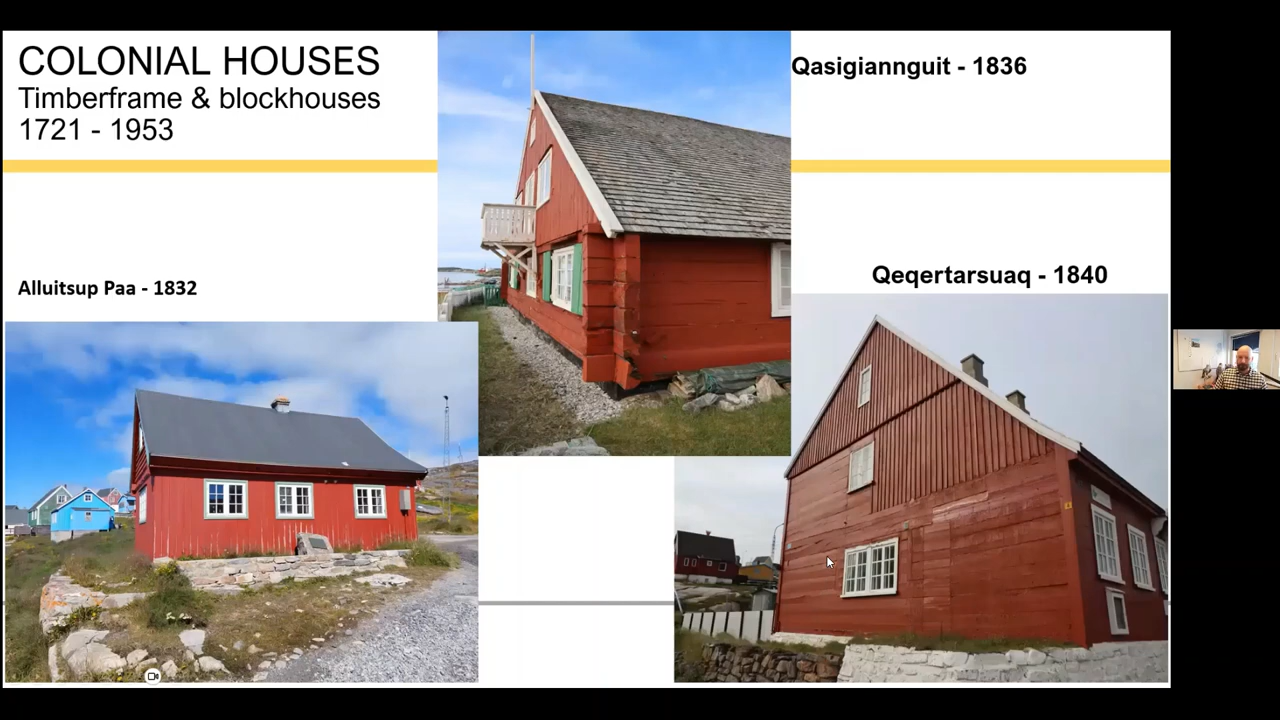 COLONIAL HOUSES
Timberframe & blockhouses
1721 - 1953
Qasigiannguit - 1836
Alluitsup Paa - 1832
Qeqertarsuaq - 1840